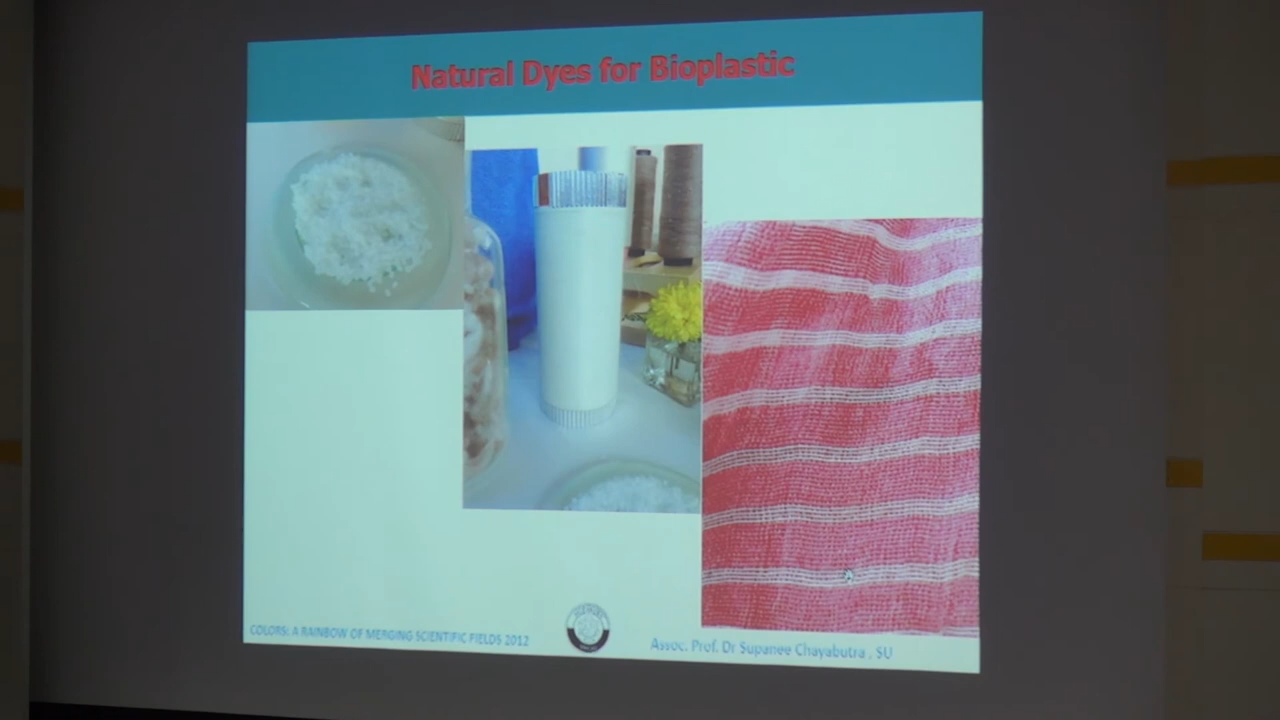 Natural Dyes for Bioplastic
COLORS: A RAINBOW OF MERGING SCIENTIFIC FIELDS 2012
Assoc. Prof. Dr Supanee Chayabutra , SU